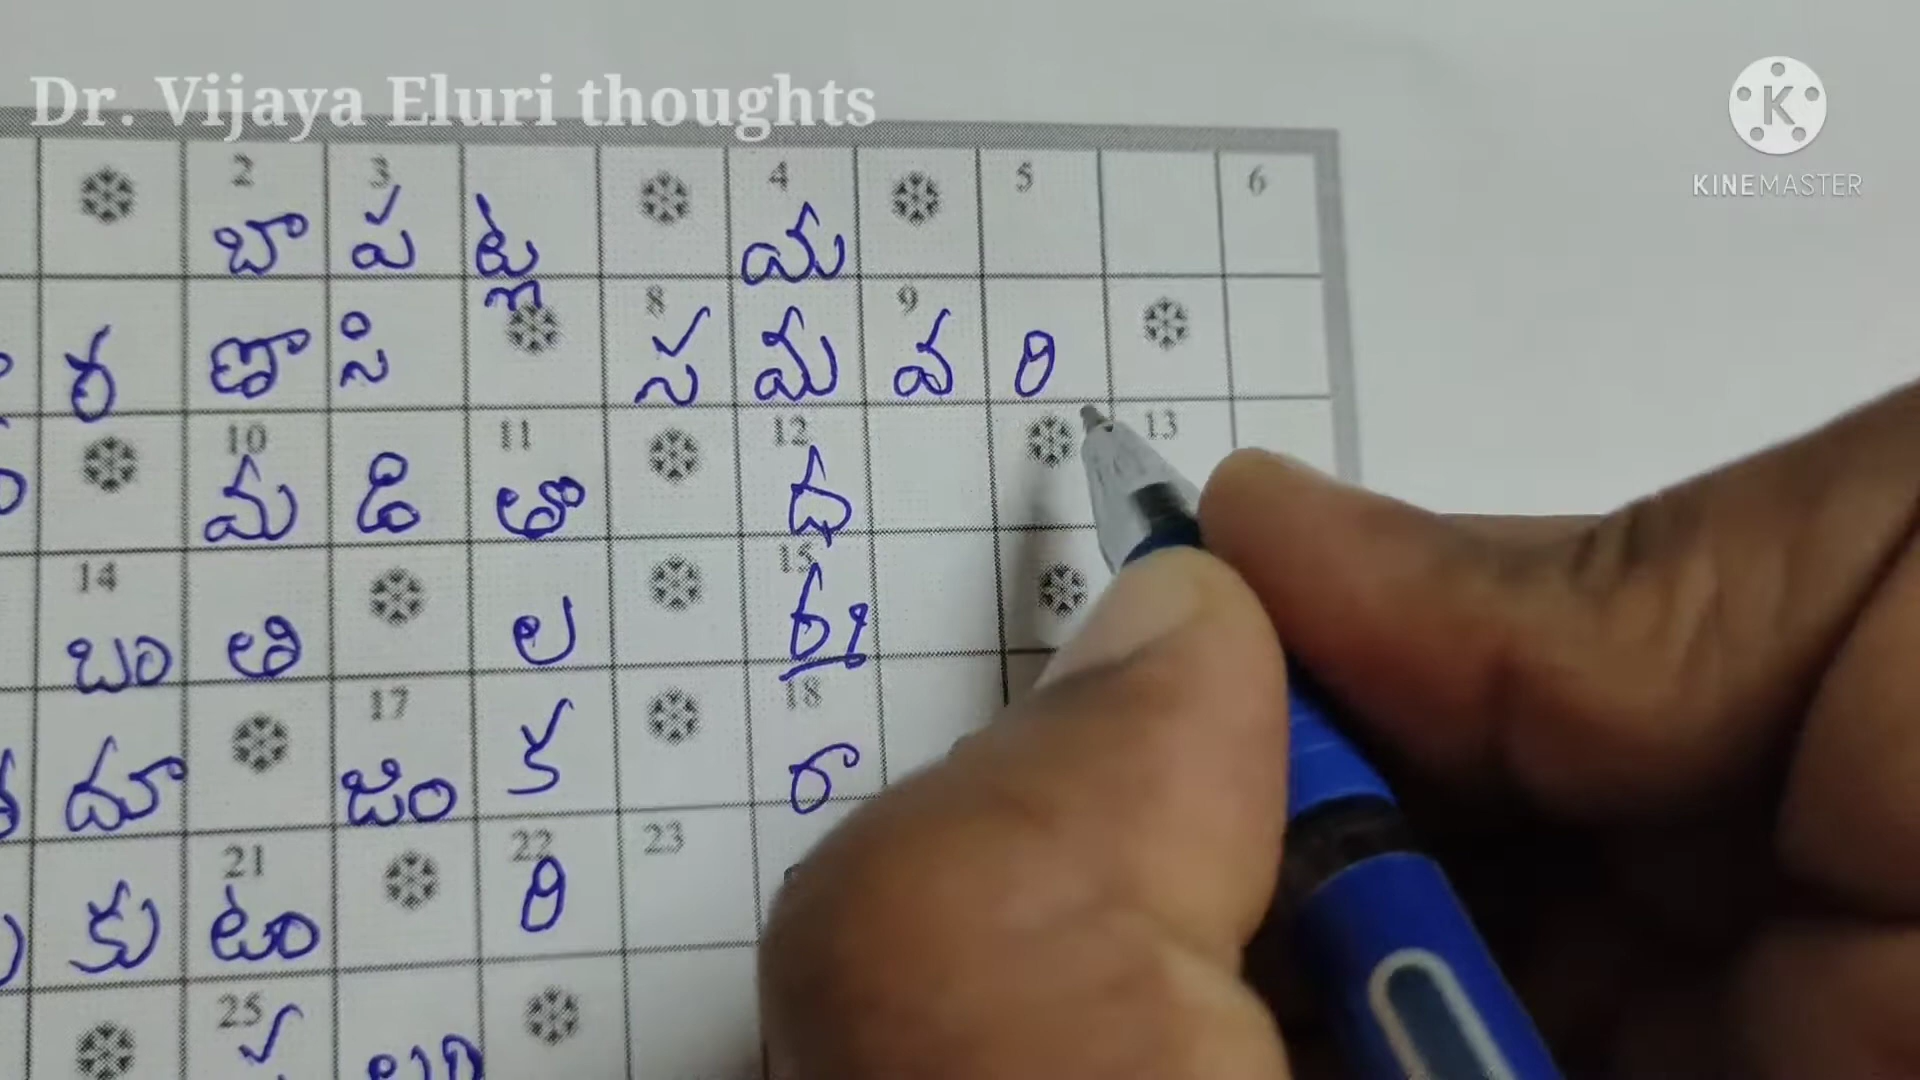 Dr. Vijaya Eluri thoughts
KINEMASTER
2 3 4 5 6
బా ప ట్ల య
8 9
ర ణా సి స మ వ రి
10 11 12 13
మ డి తా ధ
14 15
బం తి ల ర్మ
17 18
దూ జిం క రా
21 22 23
కు టం రి
25